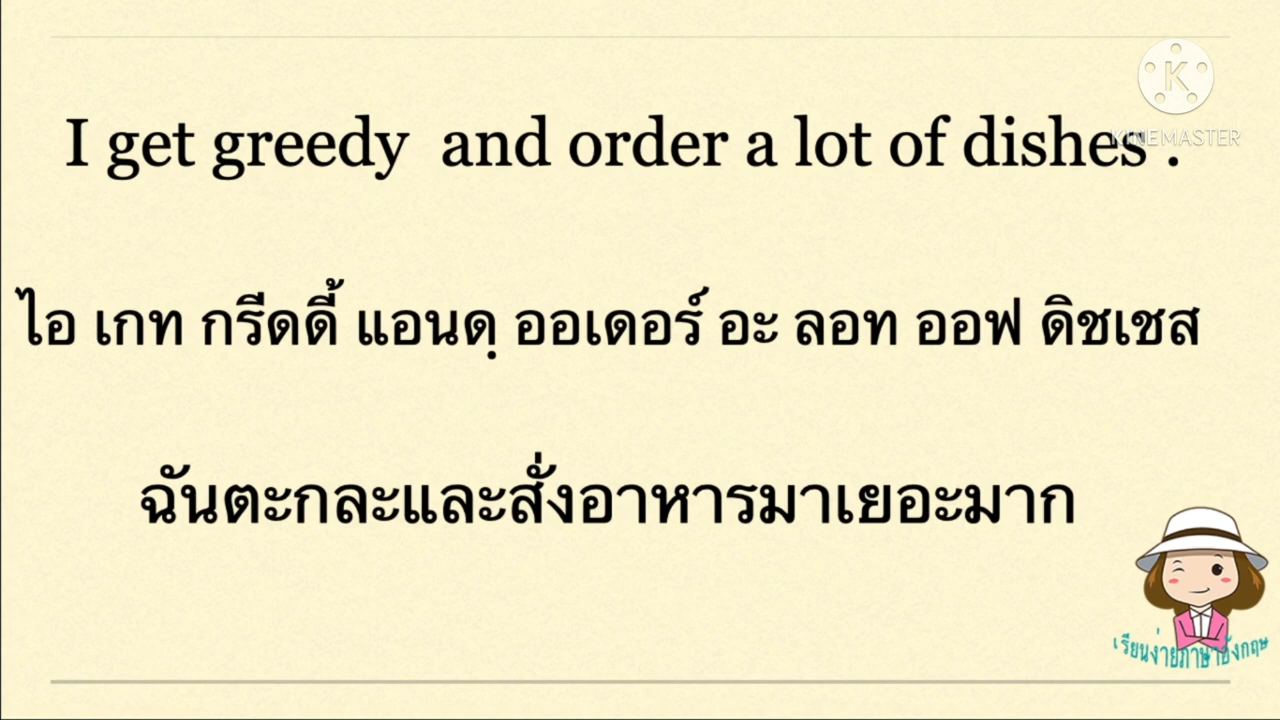 I get greedy and order a lot of dishes .
KINEMASTER
ไอ เกท กรีดดี้ แอนดฺ ออเดอร์ อะ ลอท ออฟ ดิชเชส
ฉันตะกละและสั่งอาหารมาเยอะมาก
เรียนง่ายภาษาอังกฤษ